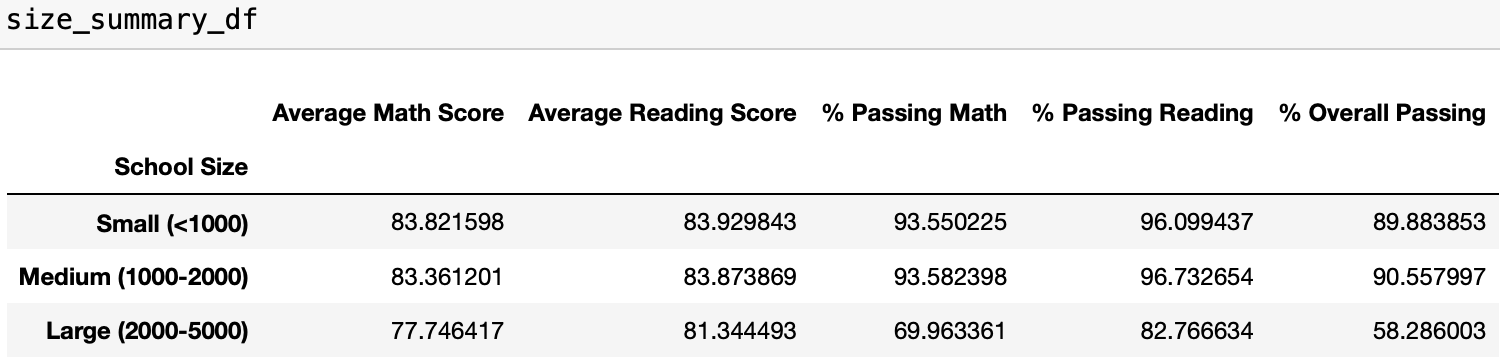 size_summary_df
Average Math Score Average Reading Score % Passing Math % Passing Reading % Overall Passing
School Size
Small (<1000) 83.821598 83.929843 93.550225 96.099437 89.883853
Medium (1000-2000) 83.361201 83.873869 93.582398 96.732654 90.557997
Large (2000-5000) 77.746417 81.344493 69.963361 82.766634 58.286003